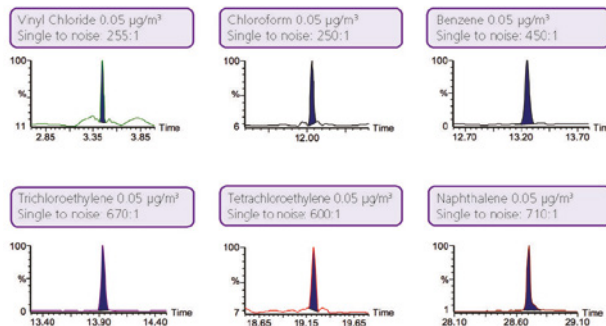 Vinyl Chloride 0.05 µg/m³
Single to noise: 255:1
Chloroform 0.05 µg/m³
Single to noise: 250:1
Benzene 0.05 µg/m³
Single to noise: 450:1
100
%
11
2.85 3.35 3.85 Time
100
%
6
12.00 Time
100
%
0
12.70 13.20 13.70 Time
Trichloroethylene 0.05 µg/m³
Single to noise: 670:1
Tetrachloroethylene 0.05 µg/m³
Single to noise: 600:1
Naphthalene 0.05 µg/m³
Single to noise: 710:1
100
%
0
13.40 13.90 14.40 Time
100
%
7
18.65 19.15 19.65 Time
100
%
1
28.10 28.60 29.10 Time